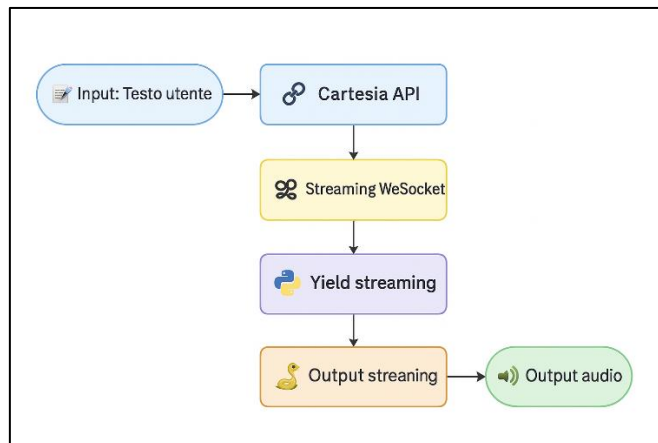 Input: Testo utente
Cartesia API
Streaming WeSocket
Yield streaming
Output streaning
Output audio